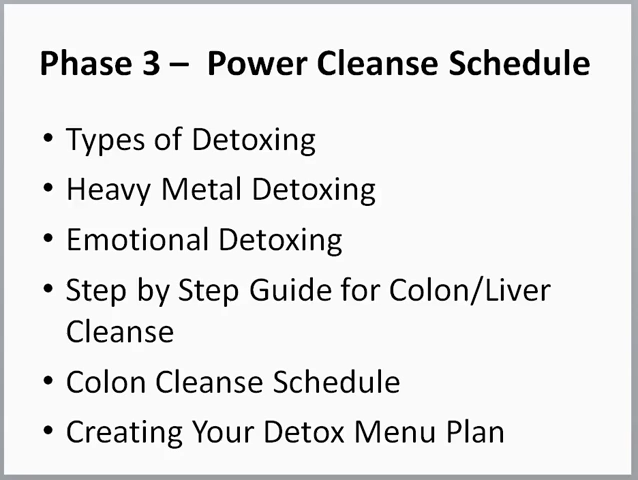 Phase 3 –  Power Cleanse Schedule
• Types of Detoxing
• Heavy Metal Detoxing
• Emotional Detoxing
• Step by Step Guide for Colon/Liver
Cleanse
• Colon Cleanse Schedule
• Creating Your Detox Menu Plan